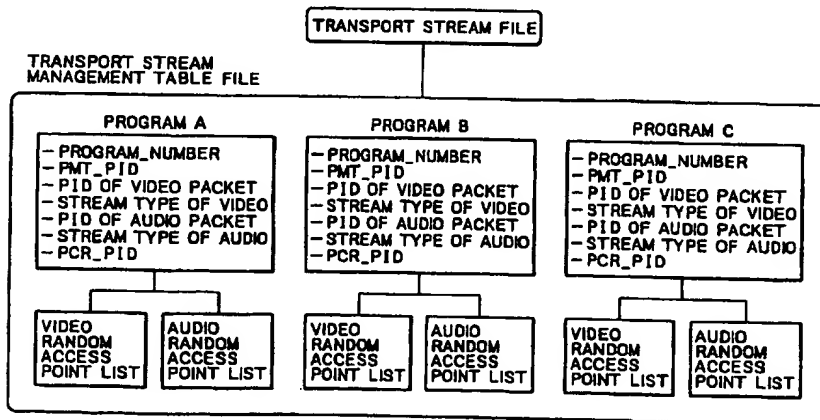 TRANSPORT STREAM FILE
TRANSPORT STREAM
MANAGEMENT TABLE FILE
PROGRAM A
- PROGRAM_NUMBER
- PMT_PID
- PID OF VIDEO PACKET
- STREAM TYPE OF VIDEO
- PID OF AUDIO PACKET
- STREAM TYPE OF AUDIO
- PCR_PID
VIDEO
RANDOM
ACCESS
POINT LIST
AUDIO
RANDOM
ACCESS
POINT LIST
PROGRAM B
- PROGRAM_NUMBER
- PMT_PID
- PID OF VIDEO PACKET
- STREAM TYPE OF VIDEO
- PID OF AUDIO PACKET
- STREAM TYPE OF AUDIO
- PCR_PID
VIDEO
RANDOM
ACCESS
POINT LIST
AUDIO
RANDOM
ACCESS
POINT LIST
PROGRAM C
- PROGRAM_NUMBER
- PMT_PID
- PID OF VIDEO PACKET
- STREAM TYPE OF VIDEO
- PID OF AUDIO PACKET
- STREAM TYPE OF AUDIO
- PCR_PID
VIDEO
RANDOM
ACCESS
POINT LIST
AUDIO
RANDOM
ACCESS
POINT LIST